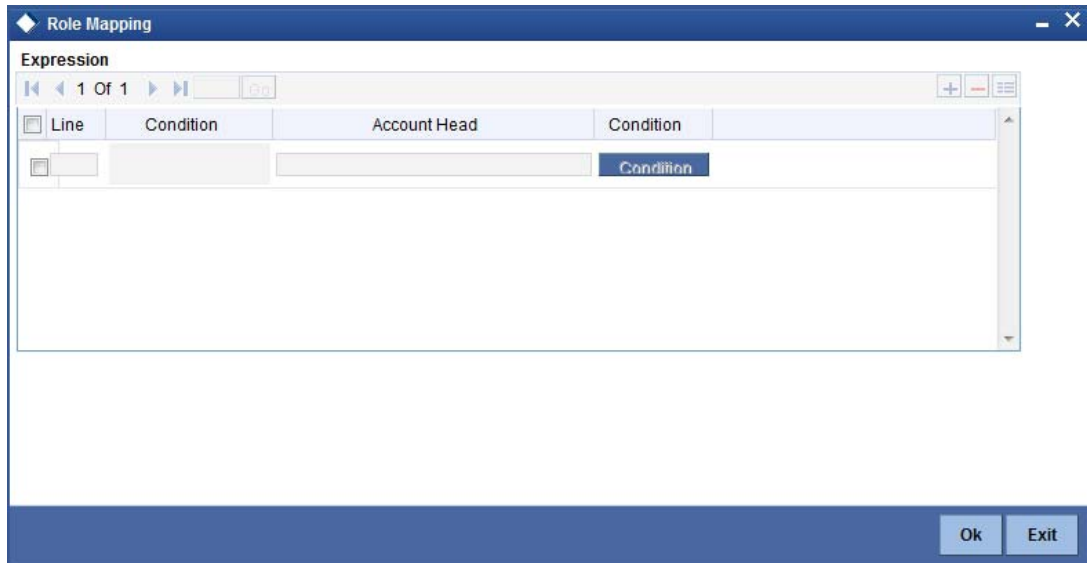 Role Mapping
Expression
1 Of 1 Go
Line Condition Account Head Condition
Condition
Ok Exit